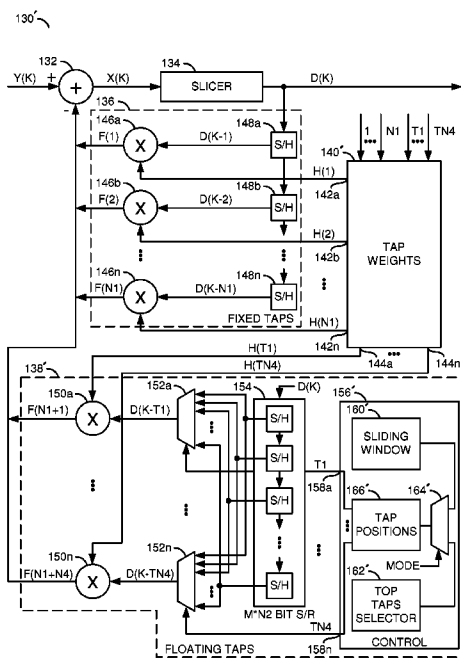 130′
132
134
Y(K) +
X(K)
SLICER
D(K)
+
-
136
146a
148a
F(1)
X
D(K-1)
S/H
1 N1 T1 TN4
••• •••
140′
H(1)
142a
146b
148b
F(2)
X
D(K-2)
S/H
H(2)
142b
TAP
WEIGHTS
146n
148n
F(N1)
X
D(K-N1)
S/H
FIXED TAPS
H(N1)
142n
H(T1)
144a
144n
138′
H(TN4)
150a
152a
154
D(K)
156′
F(N1+1)
X
D(K-T1)
S/H
160′
SLIDING
WINDOW
T1
158a
S/H
S/H
166′
164′
TAP
POSITIONS
150n
152n
MODE
162′
F(N1+N4)
X
D(K-TN4)
S/H
TOP
TAPS
SELECTOR
M*N2 BIT S/R
TN4
158n
CONTROL
FLOATING TAPS